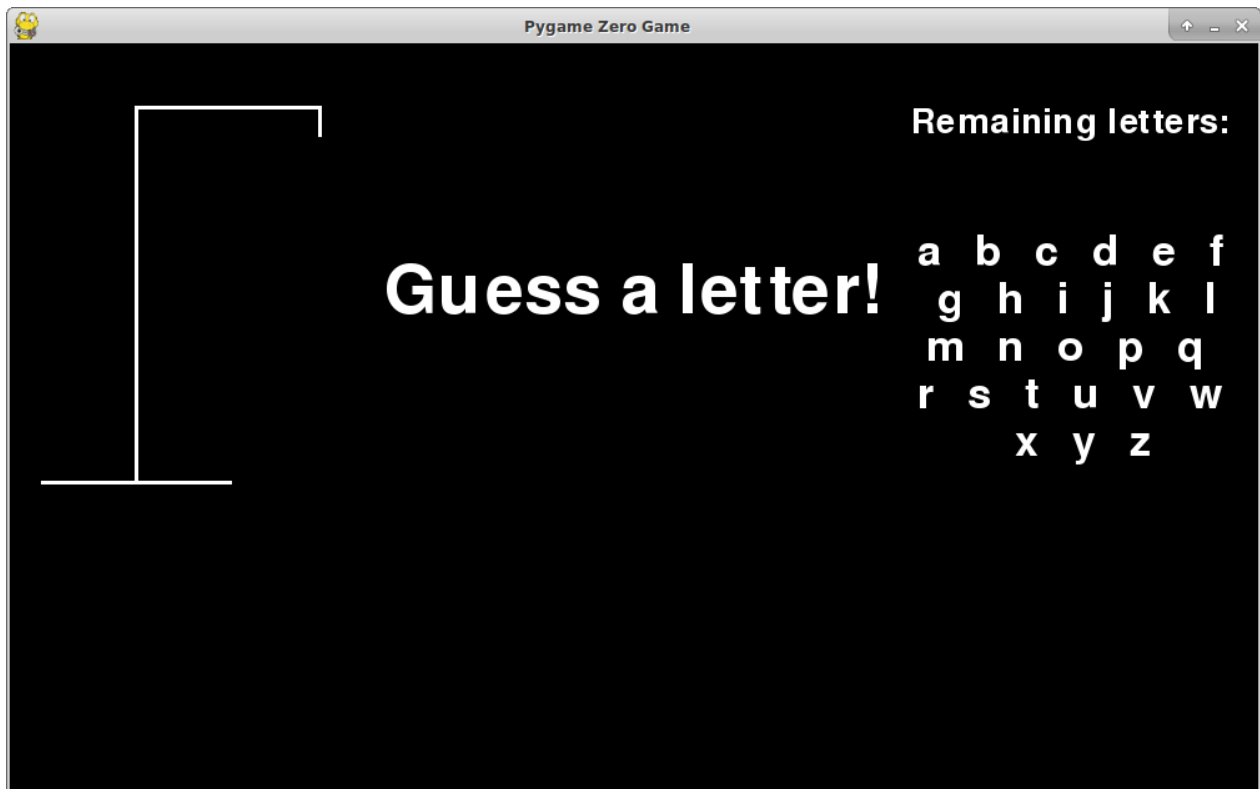 Pygame Zero Game
Remaining letters:
Guess a letter!
a b c d e f
g h i j k l
m n o p q
r s t u v w
x y z